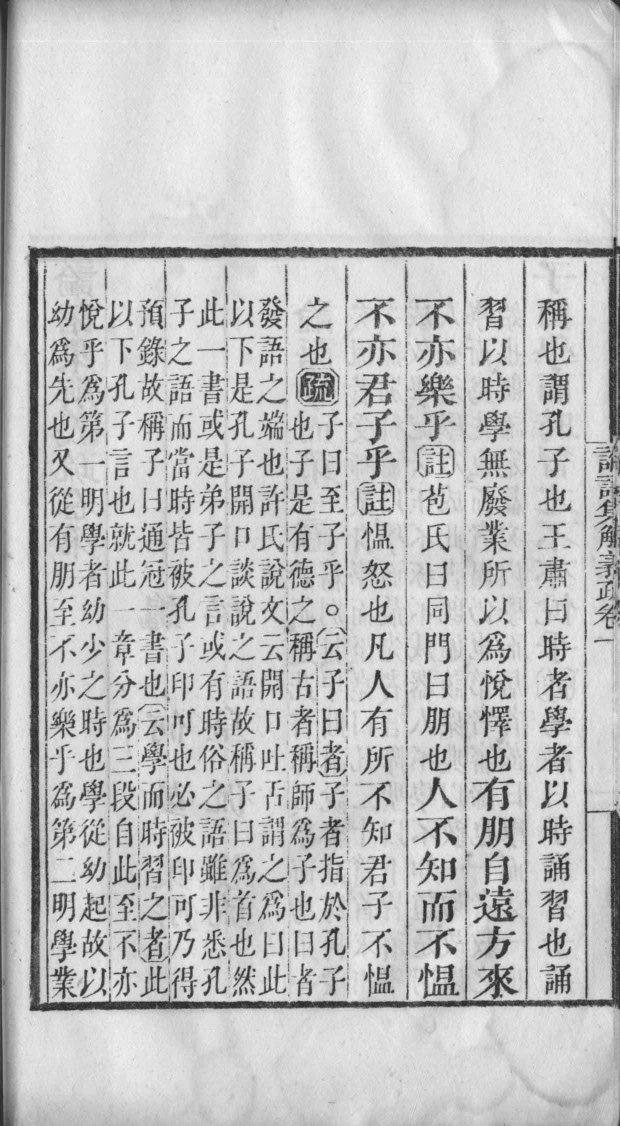 論語集解義疏卷一
稱也謂孔子也王肅曰時者學者以時誦習也誦
習以時學無廢業所以為悅懌也有朋自遠方來
不亦樂乎註苞氏曰同門曰朋也人不知而不慍
不亦君子乎註慍怒也凡人有所不知君子不慍
之也疏
子曰至子乎○云子曰者子者指於孔子
也子是有德之稱古者稱師為子也曰者
發語之端也許氏說文云開口吐舌謂之為曰此
以下是孔子開口談說之語故稱子曰為首也然
此一書或是弟子之言或有時俗之語雖非悉孔
子之語而當時皆被孔子印可也必被印可乃得
預錄故稱子曰通冠一書也云學而時習之者此
以下孔子言也就此一章分為三段自此至不亦
悅乎為第一明學者幼少之時也學從幼起故以
幼為先也又從有朋至不亦樂乎為第二明學業